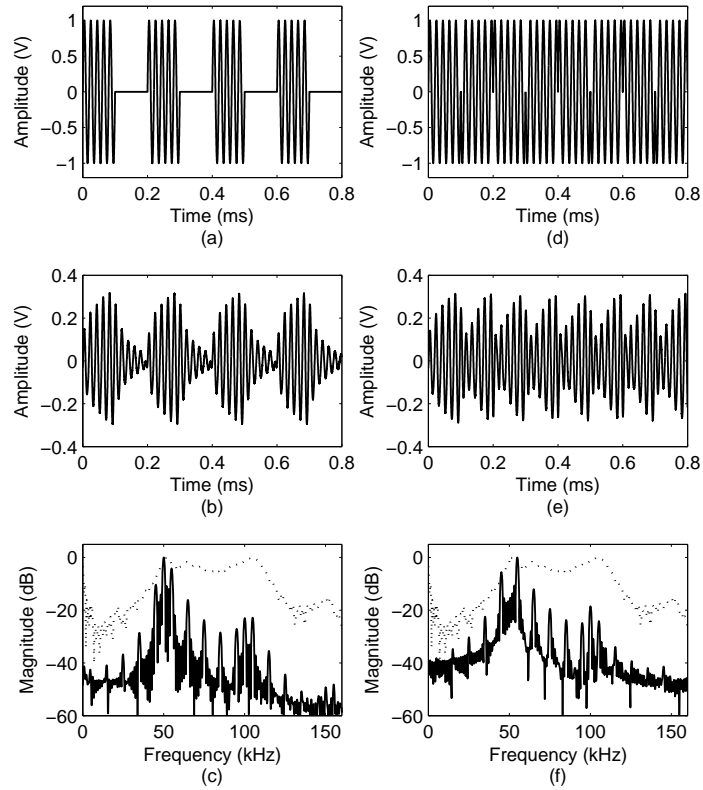 1
0.5
0
−0.5
−1
Amplitude (V)
0 0.2 0.4 0.6 0.8
Time (ms)
(a)
1
0.5
0
−0.5
−1
Amplitude (V)
0 0.2 0.4 0.6 0.8
Time (ms)
(d)
0.4
0.2
0
−0.2
−0.4
Amplitude (V)
0 0.2 0.4 0.6 0.8
Time (ms)
(b)
0.4
0.2
0
−0.2
−0.4
Amplitude (V)
0 0.2 0.4 0.6 0.8
Time (ms)
(e)
0
−20
−40
−60
Magnitude (dB)
0 50 100 150
Frequency (kHz)
(c)
0
−20
−40
−60
Magnitude (dB)
0 50 100 150
Frequency (kHz)
(f)